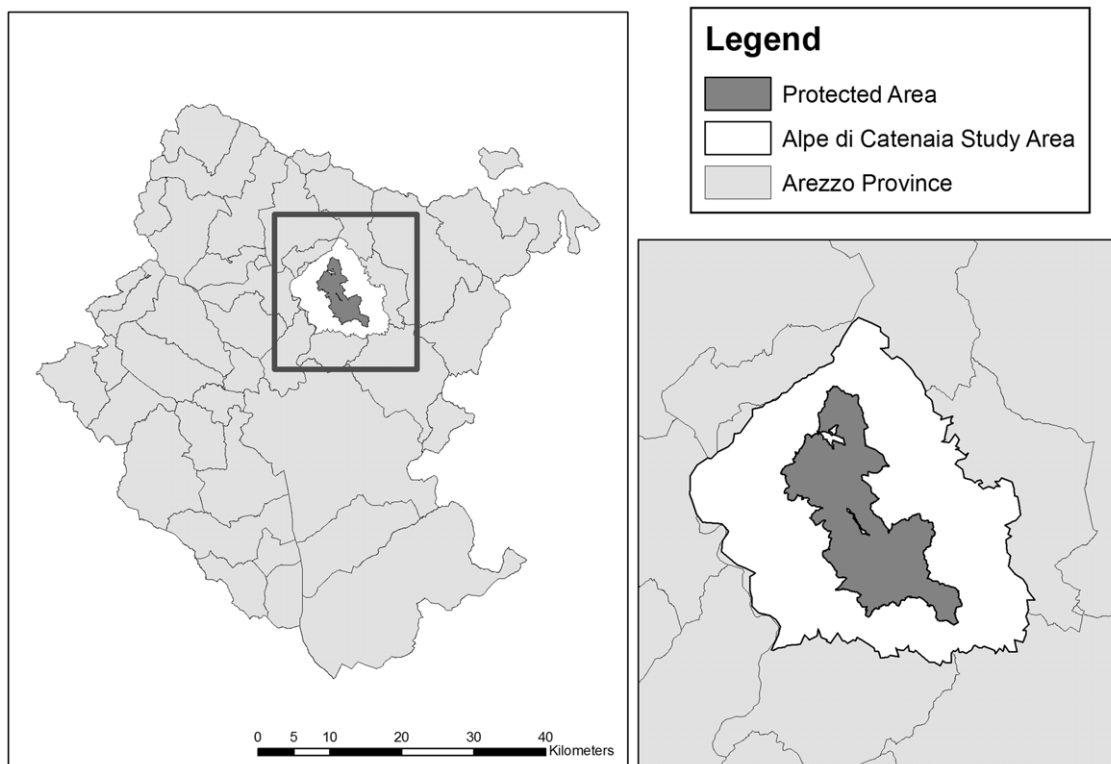 Legend
Protected Area
Alpe di Catenaia Study Area
Arezzo Province
0 5 10 20 30 40
Kilometers